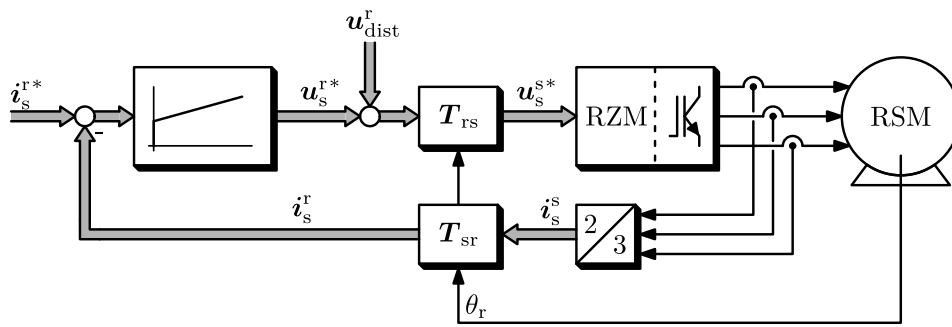 u_dist^r
i_s^r*
u_s^r*
T_rs
u_s^s*
RZM
RSM
-
i_s^r
T_sr
i_s^s
2
3
θ_r